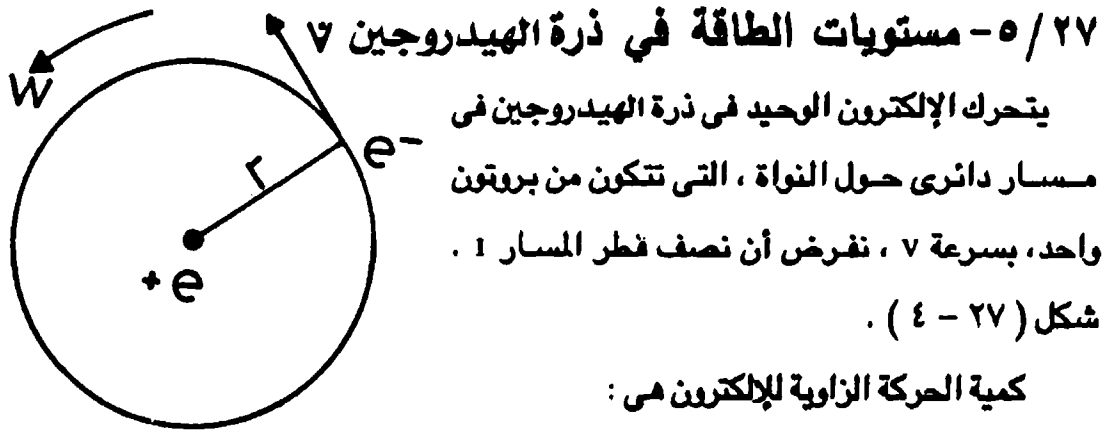 ٢٧ / ٥ - مستويات الطاقة في ذرة الهيدروجين v
يتحرك الإلكترون الوحيد فى ذرة الهيدروجين فى
مسار دائرى حول النواة ، التى تتكون من بروتون
واحد، بسرعة v ، نفرض أن نصف قطر المسار r .
شكل ( ٢٧ - ٤ ) .
كمية الحركة الزاوية للإلكترون هى :
W
r
e-
+e